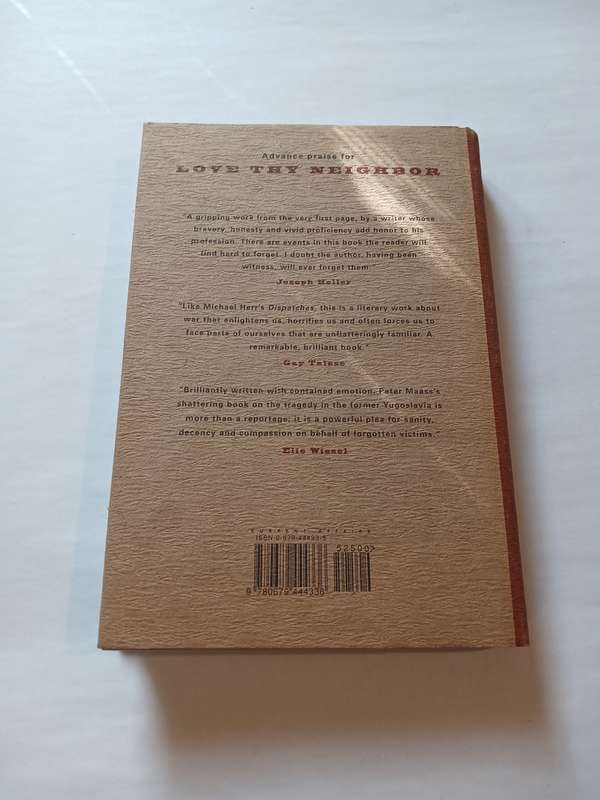 Advance praise for
LOVE THY NEIGHBOR
"A gripping work from the very first page, by a writer whose
bravery, honesty and vivid proficiency add honor to his
profession. There are events in this book the reader will
find hard to forget. I doubt the author, having been
witness, will ever forget them."
Joseph Heller
"Like Michael Herr's Dispatches, this is a literary work about
war that enlightens us, horrifies us and often forces us to
face parts of ourselves that are unflatteringly familiar. A
remarkable, brilliant book."
Gay Talese
"Brilliantly written with contained emotion, Peter Maass's
shattering book on the tragedy in the former Yugoslavia is
more than a reportage; it is a powerful plea for sanity,
decency and compassion on behalf of forgotten victims."
Elie Wiesel
CURRENT AFFAIRS
ISBN 0-679-44433-5
52500>
9 780679 444336